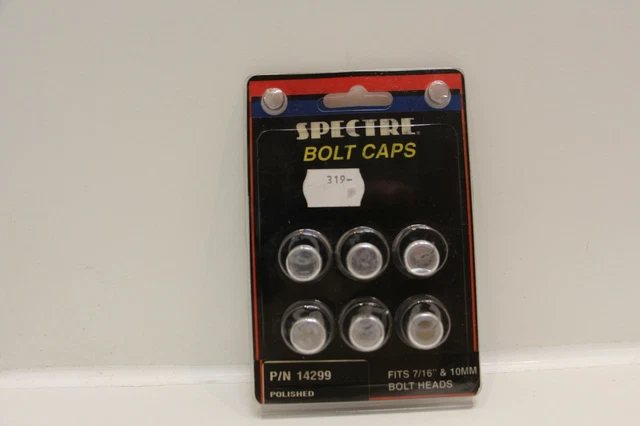 SPECTRE®
BOLT CAPS
319-
P/N 14299
POLISHED
FITS 7/16" & 10MM
BOLT HEADS